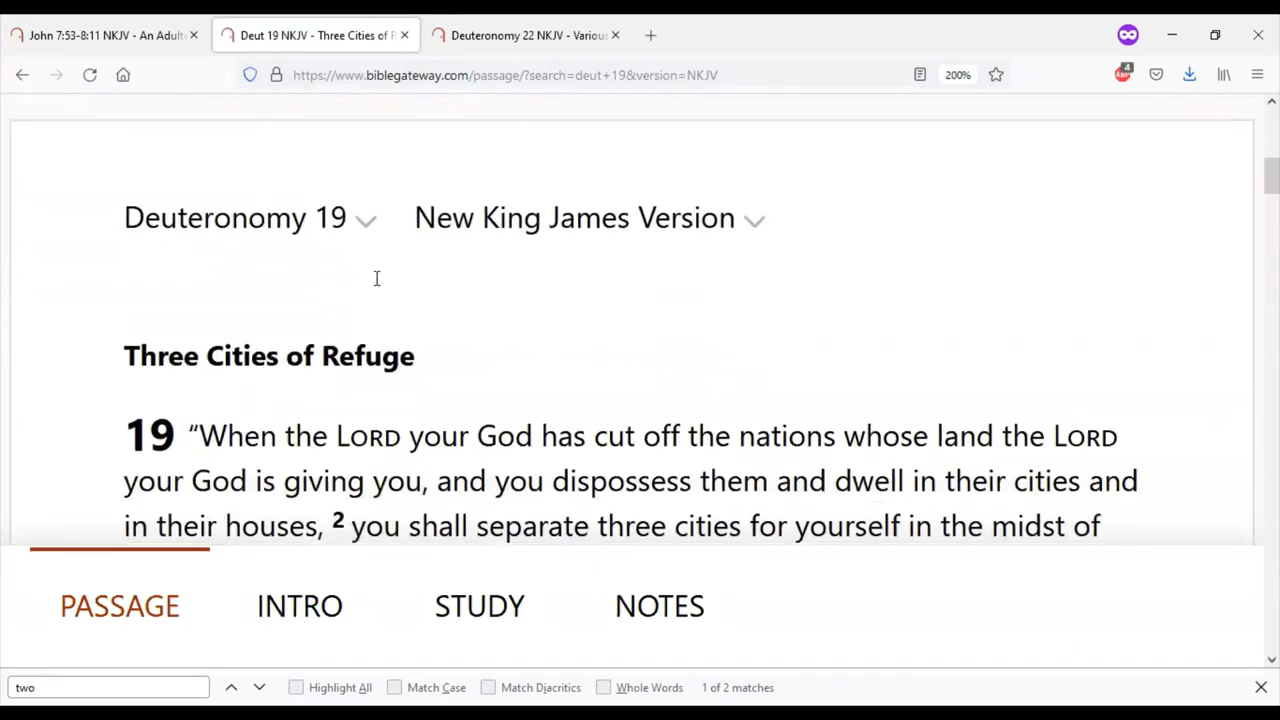 John 7:53-8:11 NKJV - An Adult
Deut 19 NKJV - Three Cities of R
Deuteronomy 22 NKJV - Various
https://www.biblegateway.com/passage/?search=deut+19&version=NKJV
200%
4
ABP
Deuteronomy 19
New King James Version
Three Cities of Refuge
19 “When the LORD your God has cut off the nations whose land the LORD
your God is giving you, and you dispossess them and dwell in their cities and
in their houses, 2 you shall separate three cities for yourself in the midst of
PASSAGE INTRO STUDY NOTES
two
Highlight All
Match Case
Match Diacritics
Whole Words
1 of 2 matches